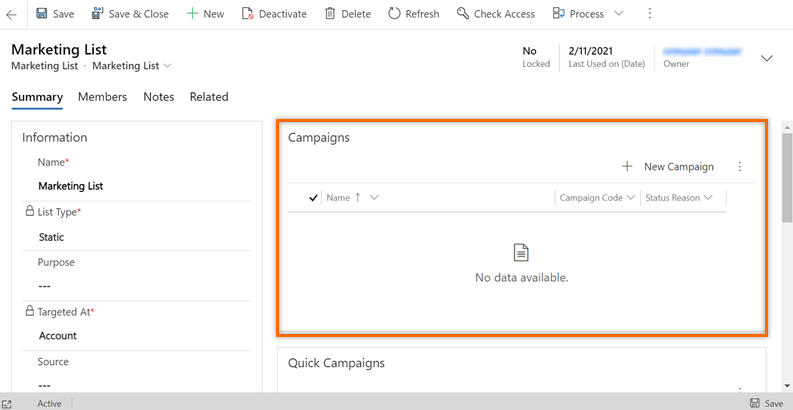 Save Save & Close New Deactivate Delete Refresh Check Access Process
Marketing List
Marketing List · Marketing List
No
Locked
2/11/2021
Last Used on (Date)
Owner
Summary Members Notes Related
Information
Name*
Marketing List
List Type*
Static
Purpose
---
Targeted At*
Account
Source
---
Campaigns
New Campaign
Name Campaign Code Status Reason
No data available.
Quick Campaigns
Active
Save